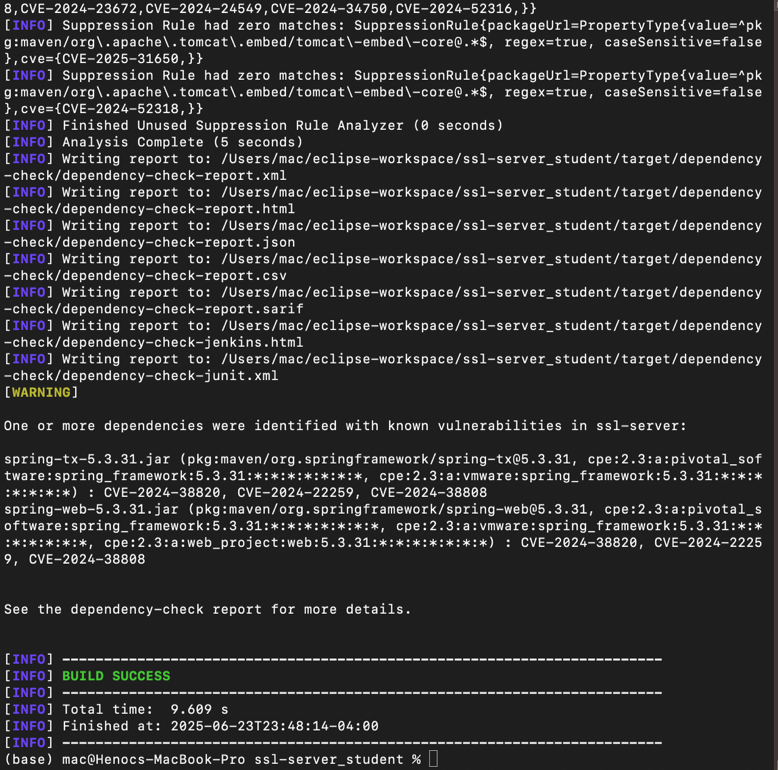 8,CVE-2024-23672,CVE-2024-24549,CVE-2024-34750,CVE-2024-52316,}}
[INFO] Suppression Rule had zero matches: SuppressionRule{packageUrl=PropertyType{value=^pk
g:maven/org\.apache\.tomcat\.embed/tomcat\-embed\-core@.*$, regex=true, caseSensitive=false
},cve={CVE-2025-31650,}}
[INFO] Suppression Rule had zero matches: SuppressionRule{packageUrl=PropertyType{value=^pk
g:maven/org\.apache\.tomcat\.embed/tomcat\-embed\-core@.*$, regex=true, caseSensitive=false
},cve={CVE-2024-52318,}}
[INFO] Finished Unused Suppression Rule Analyzer (0 seconds)
[INFO] Analysis Complete (5 seconds)
[INFO] Writing report to: /Users/mac/eclipse-workspace/ssl-server_student/target/dependency
-check/dependency-check-report.xml
[INFO] Writing report to: /Users/mac/eclipse-workspace/ssl-server_student/target/dependency
-check/dependency-check-report.html
[INFO] Writing report to: /Users/mac/eclipse-workspace/ssl-server_student/target/dependency
-check/dependency-check-report.json
[INFO] Writing report to: /Users/mac/eclipse-workspace/ssl-server_student/target/dependency
-check/dependency-check-report.csv
[INFO] Writing report to: /Users/mac/eclipse-workspace/ssl-server_student/target/dependency
-check/dependency-check-report.sarif
[INFO] Writing report to: /Users/mac/eclipse-workspace/ssl-server_student/target/dependency
-check/dependency-check-jenkins.html
[INFO] Writing report to: /Users/mac/eclipse-workspace/ssl-server_student/target/dependency
-check/dependency-check-junit.xml
[WARNING]
One or more dependencies were identified with known vulnerabilities in ssl-server:
spring-tx-5.3.31.jar (pkg:maven/org.springframework/spring-tx@5.3.31, cpe:2.3:a:pivotal_sof
tware:spring_framework:5.3.31:*:*:*:*:*:*:*, cpe:2.3:a:vmware:spring_framework:5.3.31:*:*:*
:*:*:*:*) : CVE-2024-38820, CVE-2024-22259, CVE-2024-38808
spring-web-5.3.31.jar (pkg:maven/org.springframework/spring-web@5.3.31, cpe:2.3:a:pivotal_s
oftware:spring_framework:5.3.31:*:*:*:*:*:*:*, cpe:2.3:a:vmware:spring_framework:5.3.31:*:*
:*:*:*:*:*, cpe:2.3:a:web_project:web:5.3.31:*:*:*:*:*:*:*) : CVE-2024-38820, CVE-2024-2225
9, CVE-2024-38808
See the dependency-check report for more details.
[INFO] ------------------------------------------------------------------------
[INFO] BUILD SUCCESS
[INFO] ------------------------------------------------------------------------
[INFO] Total time:  9.609 s
[INFO] Finished at: 2025-06-23T23:48:14-04:00
[INFO] ------------------------------------------------------------------------
(base) mac@Henocs-MacBook-Pro ssl-server_student %